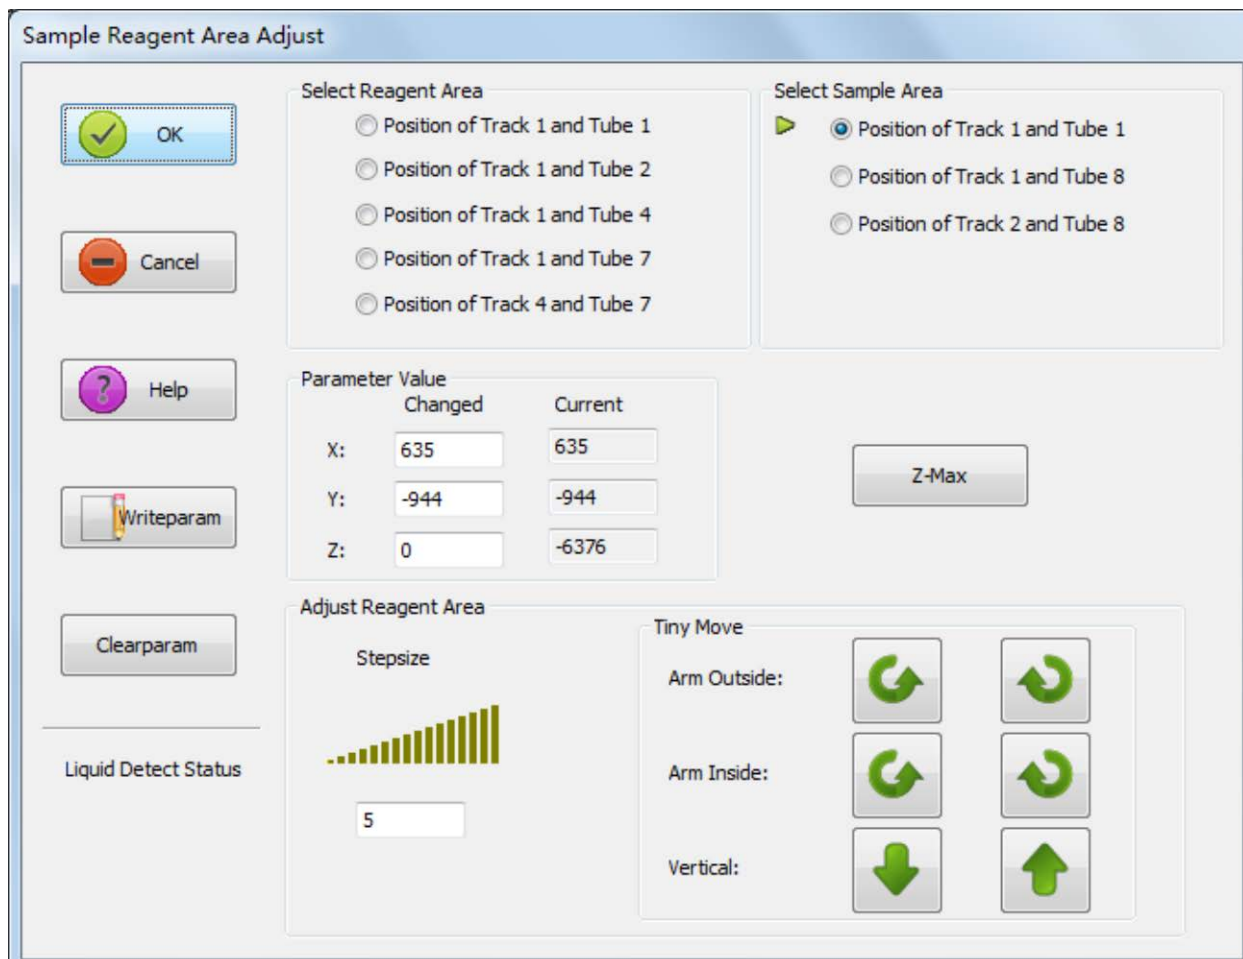 Sample Reagent Area Adjust
OK
Cancel
Help
Writeparam
Clearparam
Liquid Detect Status
Select Reagent Area
Position of Track 1 and Tube 1
Position of Track 1 and Tube 2
Position of Track 1 and Tube 4
Position of Track 1 and Tube 7
Position of Track 4 and Tube 7
Select Sample Area
Position of Track 1 and Tube 1
Position of Track 1 and Tube 8
Position of Track 2 and Tube 8
Parameter Value
Changed Current
X: 635 635
Y: -944 -944
Z: 0 -6376
Z-Max
Adjust Reagent Area
Stepsize
5
Tiny Move
Arm Outside:
Arm Inside:
Vertical: